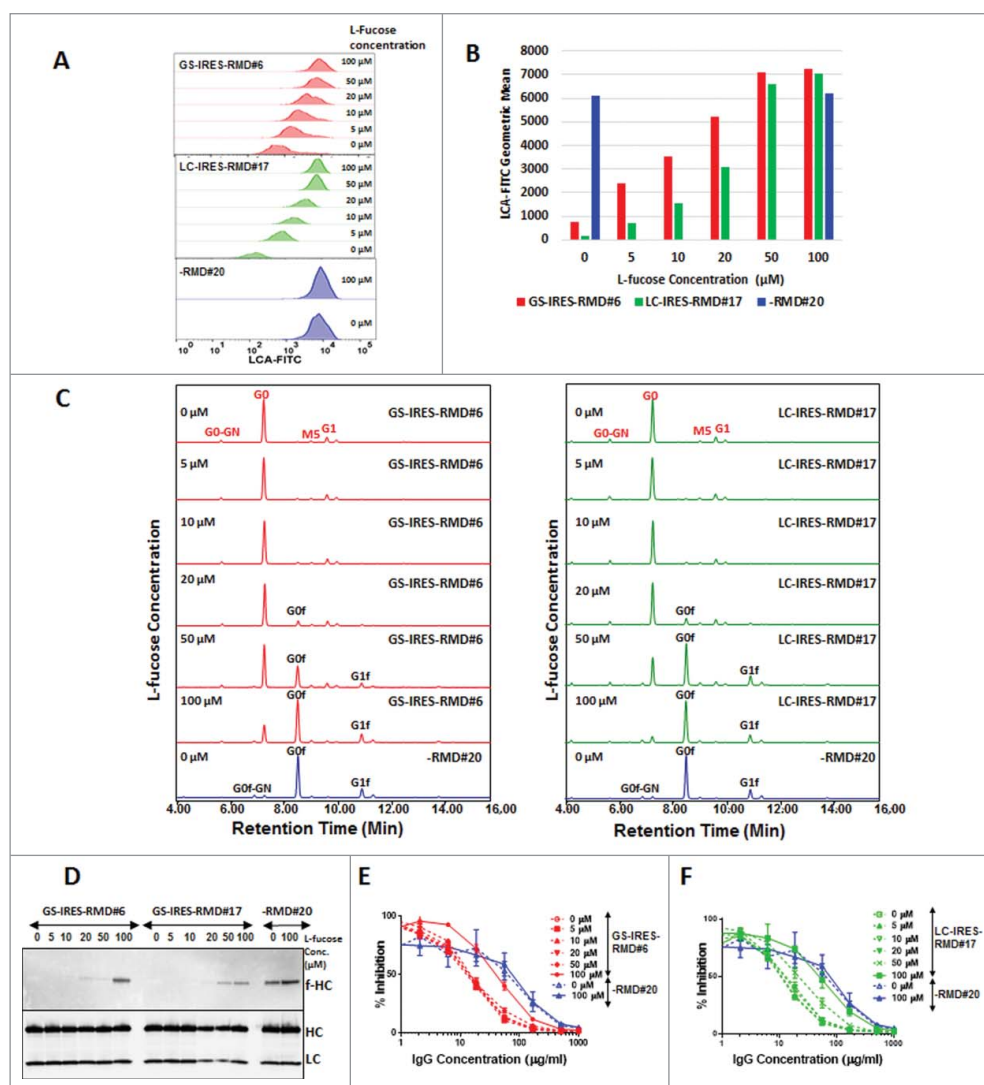 A
L-Fucose
concentration
GS-IRES-RMD#6
100 µM
50 µM
20 µM
10 µM
5 µM
0 µM
LC-IRES-RMD#17
100 µM
50 µM
20 µM
10 µM
5 µM
0 µM
-RMD#20
100 µM
0 µM
10^0 10^1 10^2 10^3 10^4 10^5
LCA-FITC
B
LCA-FITC Geometric Mean
8000
7000
6000
5000
4000
3000
2000
1000
0
0 5 10 20 50 100
L-fucose Concentration (µM)
GS-IRES-RMD#6 LC-IRES-RMD#17 -RMD#20
C
L-fucose Concentration
0 µM G0 GS-IRES-RMD#6
G0-GN M5 G1
5 µM GS-IRES-RMD#6
10 µM GS-IRES-RMD#6
20 µM GS-IRES-RMD#6
G0f
50 µM GS-IRES-RMD#6
G0f G1f
100 µM GS-IRES-RMD#6
G0f G1f
0 µM -RMD#20
G0f-GN G0f G1f
4.00 6.00 8.00 10.00 12.00 14.00 16,00
Retention Time (Min)
L-fucose Concentration
0 µM G0 LC-IRES-RMD#17
G0-GN M5 G1
5 µM LC-IRES-RMD#17
10 µM LC-IRES-RMD#17
20 µM LC-IRES-RMD#17
G0f
50 µM LC-IRES-RMD#17
G0f G1f
100 µM LC-IRES-RMD#17
G0f G1f
0 µM -RMD#20
G0f-GN G1f
4.00 6.00 8.00 10.00 12.00 14.00 16,00
Retention Time (Min)
D
GS-IRES-RMD#6 GS-IRES-RMD#17 -RMD#20
0 5 10 20 50 100 0 5 10 20 50 100 0 100
L-fucose
Conc.
(µM)
f-HC
HC
LC
E
% Inhibition
100
50
0
1 10 100 1000
IgG Concentration (µg/ml)
0 µM
5 µM
10 µM
20 µM
50 µM
100 µM
0 µM
100 µM
GS-IRES-
RMD#6
-RMD#20
F
% Inhibition
100
50
0
1 10 100 1000
IgG Concentration (µg/ml)
0 µM
5 µM
10 µM
20 µM
50 µM
100 µM
0 µM
100 µM
LC-IRES-
RMD#17
-RMD#20